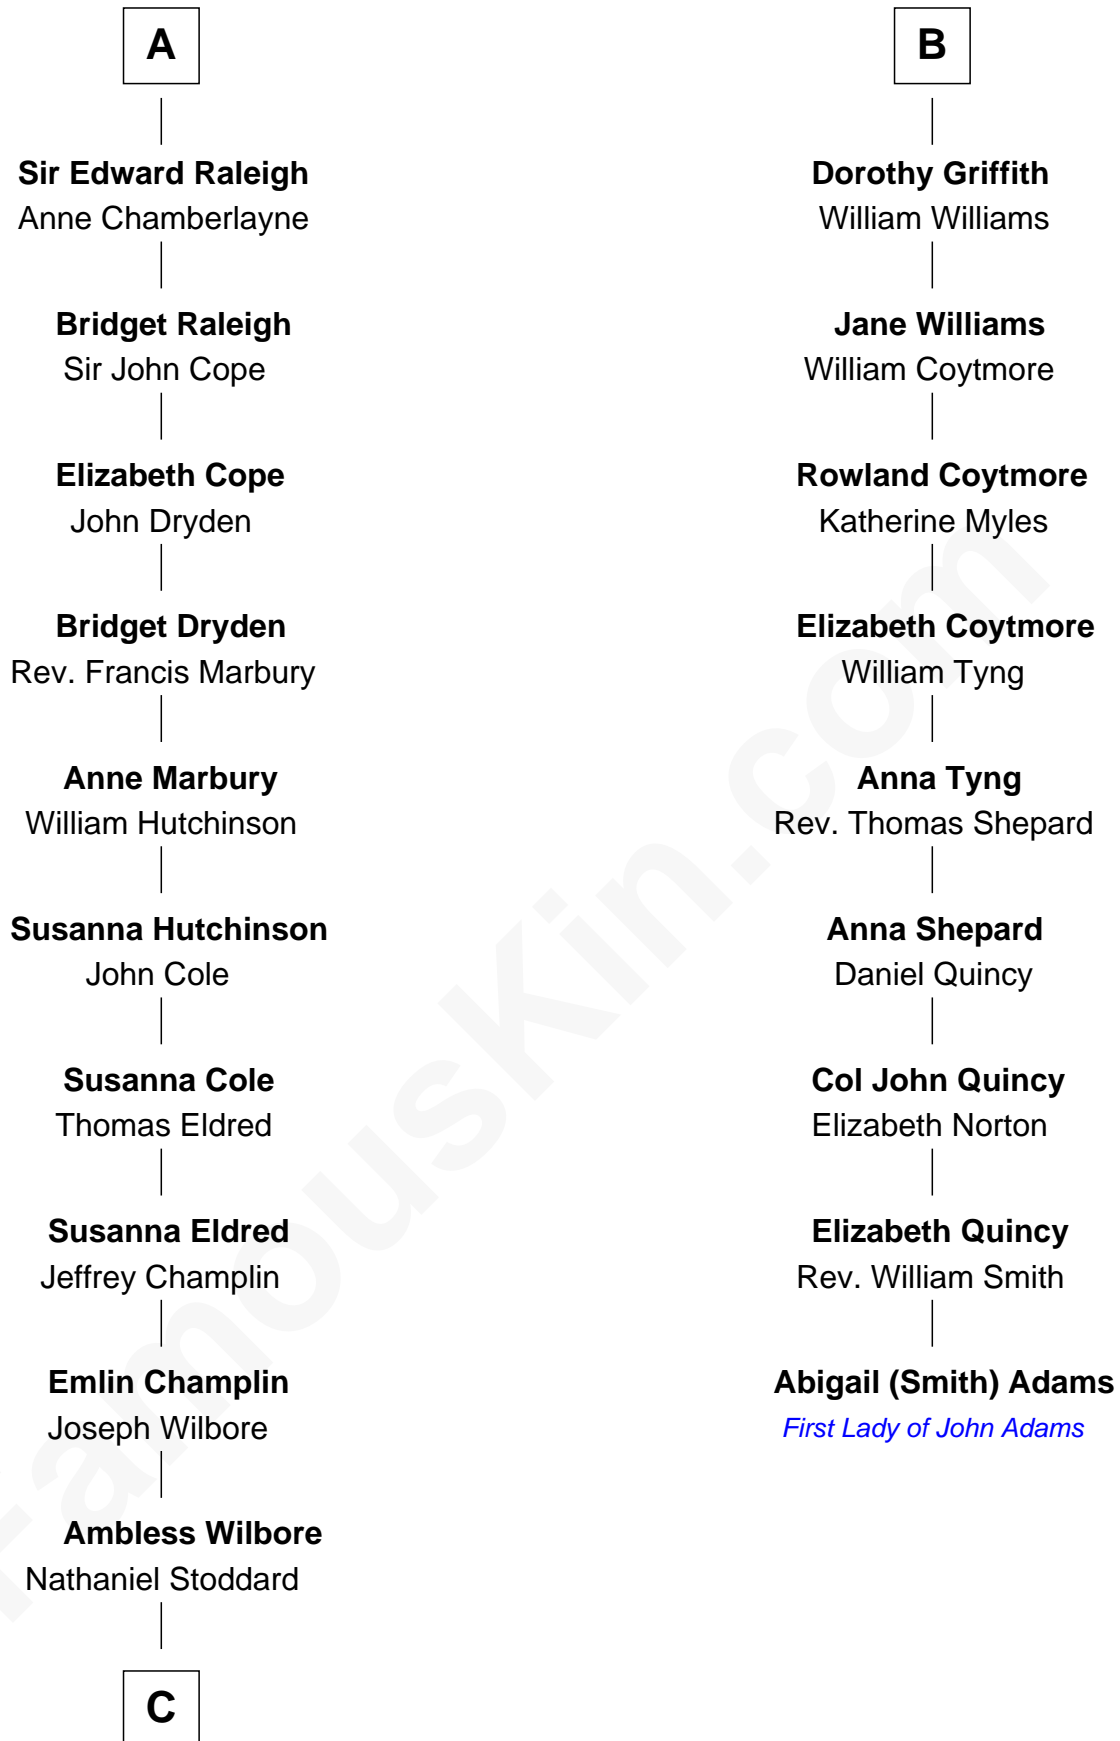 A
Sir Edward Raleigh
Anne Chamberlayne
Bridget Raleigh
Sir John Cope
Elizabeth Cope
John Dryden
Bridget Dryden
Rev. Francis Marbury
Anne Marbury
William Hutchinson
Susanna Hutchinson
John Cole
Susanna Cole
Thomas Eldred
Susanna Eldred
Jeffrey Champlin
Emlin Champlin
Joseph Wilbore
Ambless Wilbore
Nathaniel Stoddard
C
B
Dorothy Griffith
William Williams
Jane Williams
William Coytmore
Rowland Coytmore
Katherine Myles
Elizabeth Coytmore
William Tyng
Anna Tyng
Rev. Thomas Shepard
Anna Shepard
Daniel Quincy
Col John Quincy
Elizabeth Norton
Elizabeth Quincy
Rev. William Smith
Abigail (Smith) Adams
First Lady of John Adams
FamousKin.com